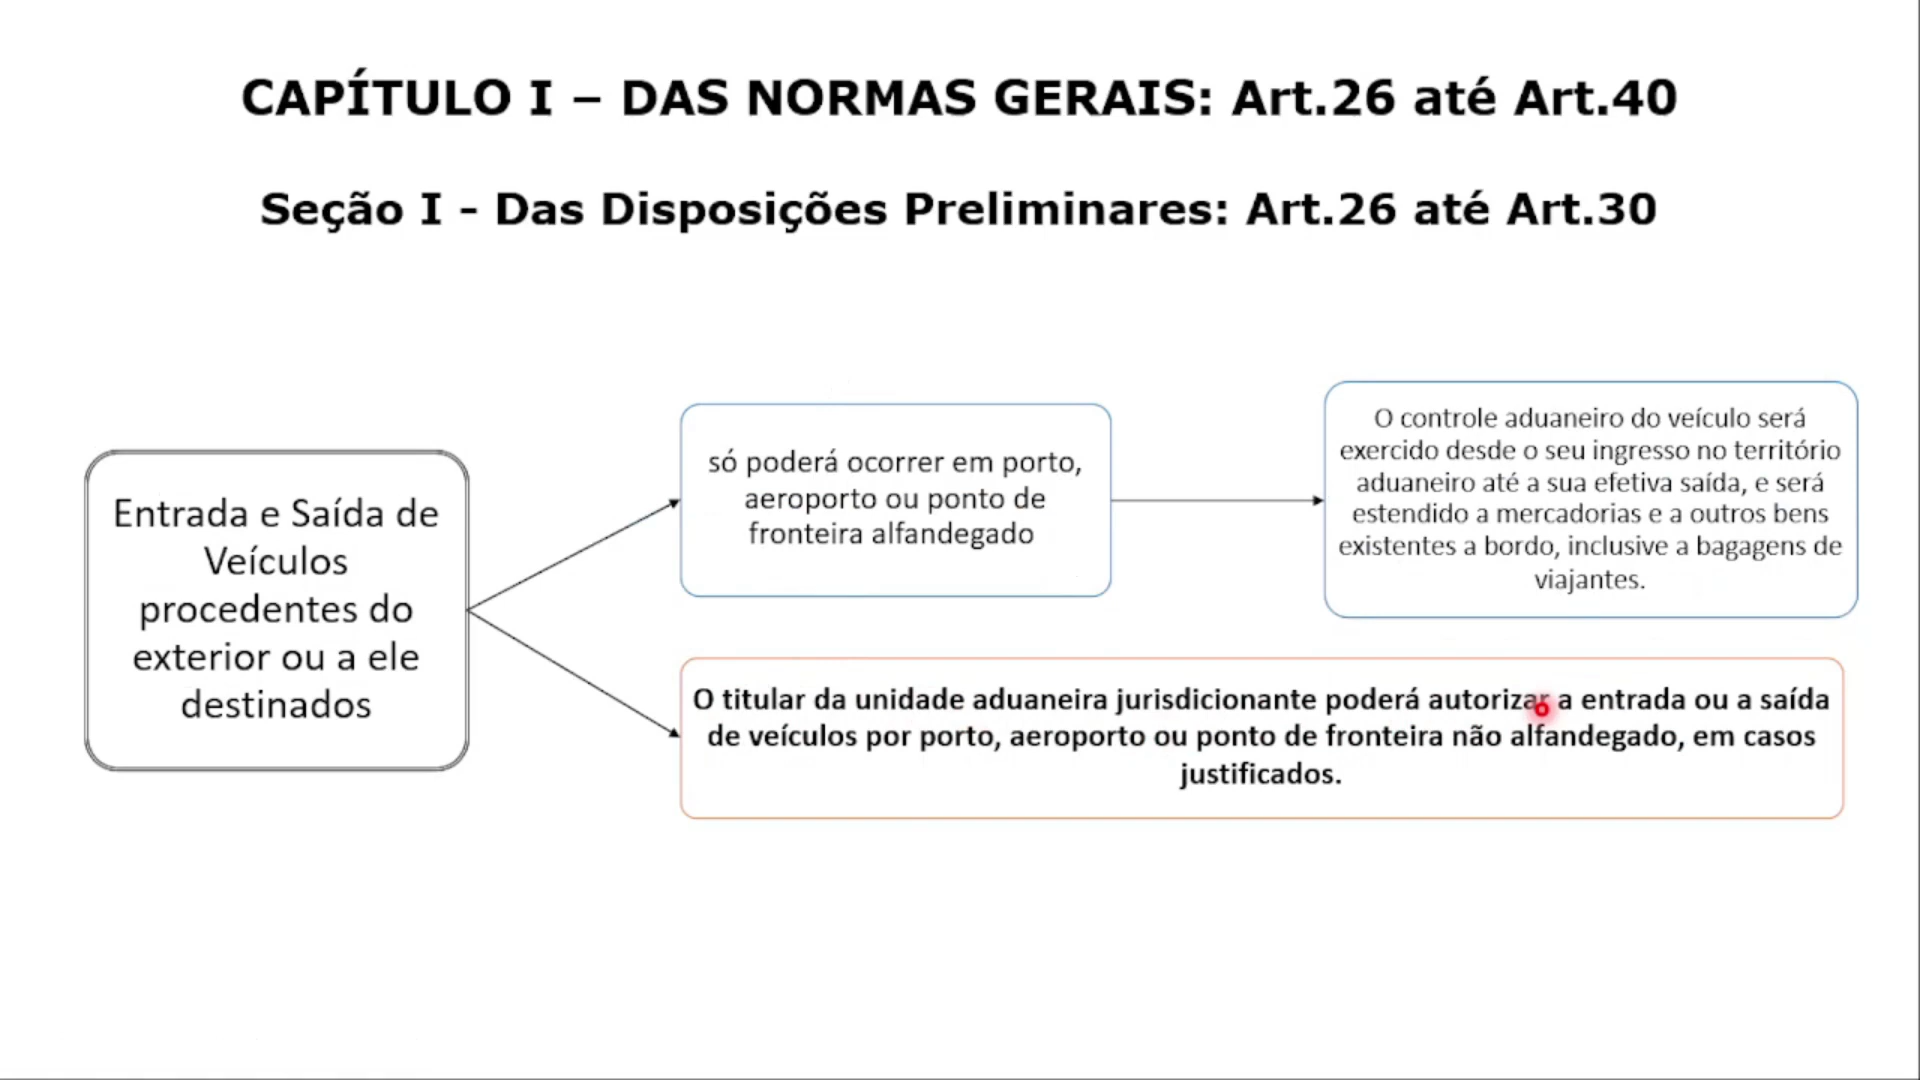 CAPÍTULO I – DAS NORMAS GERAIS: Art.26 até Art.40
Seção I - Das Disposições Preliminares: Art.26 até Art.30
Entrada e Saída de
Veículos
procedentes do
exterior ou a ele
destinados
só poderá ocorrer em porto,
aeroporto ou ponto de
fronteira alfandegado
O controle aduaneiro do veículo será
exercido desde o seu ingresso no território
aduaneiro até a sua efetiva saída, e será
estendido a mercadorias e a outros bens
existentes a bordo, inclusive a bagagens de
viajantes.
O titular da unidade aduaneira jurisdicionante poderá autorizar a entrada ou a saída
de veículos por porto, aeroporto ou ponto de fronteira não alfandegado, em casos
justificados.